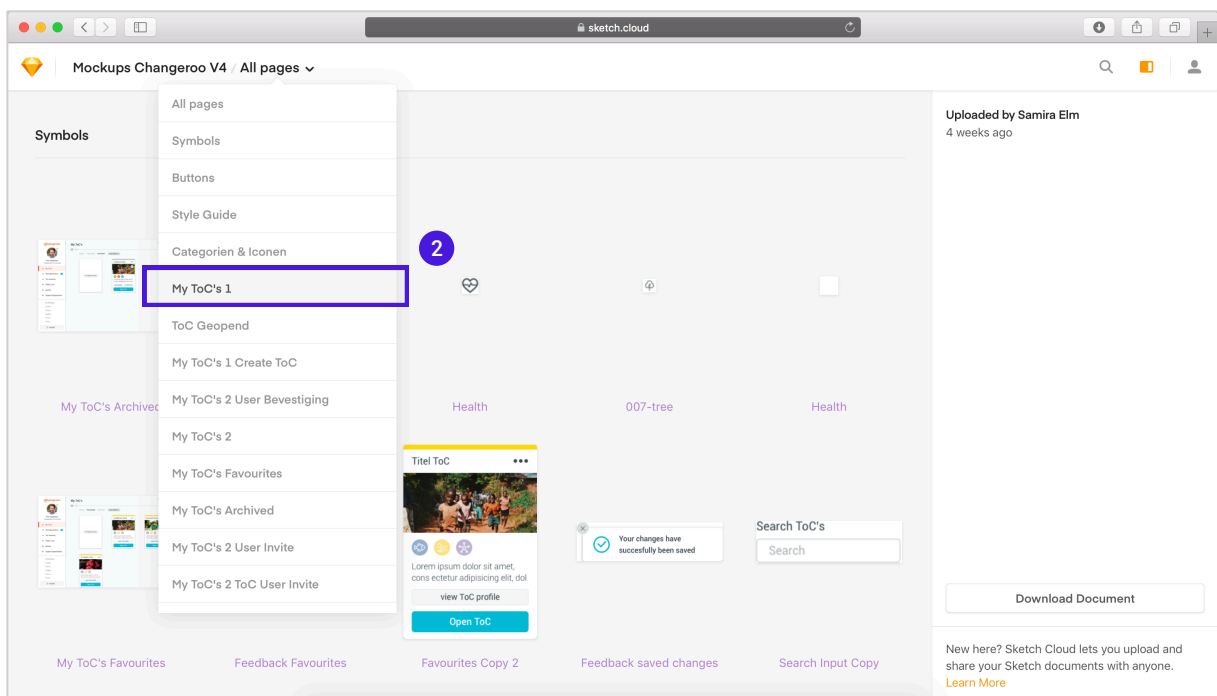 sketch.cloud
Mockups Changeroo V4 / All pages
All pages
Symbols
Buttons
Style Guide
Categorien & Iconen
My ToC's 1
ToC Geopend
My ToC's 1 Create ToC
My ToC's 2 User Bevestiging
My ToC's 2
My ToC's Favourites
My ToC's Archived
My ToC's 2 User Invite
My ToC's 2 ToC User Invite
2
Symbols
My ToC's
My ToC's Archived
Health
007-tree
Health
My ToC's
Titel ToC
Lorem ipsum dolor sit amet,
cons ectetur adipisicing elit, dol
view ToC profile
Open ToC
Your changes have
succesfully been saved
Search ToC's
Search
My ToC's Favourites
Feedback Favourites
Favourites Copy 2
Feedback saved changes
Search Input Copy
Uploaded by Samira Elm
4 weeks ago
Download Document
New here? Sketch Cloud lets you upload and
share your Sketch documents with anyone.
Learn More